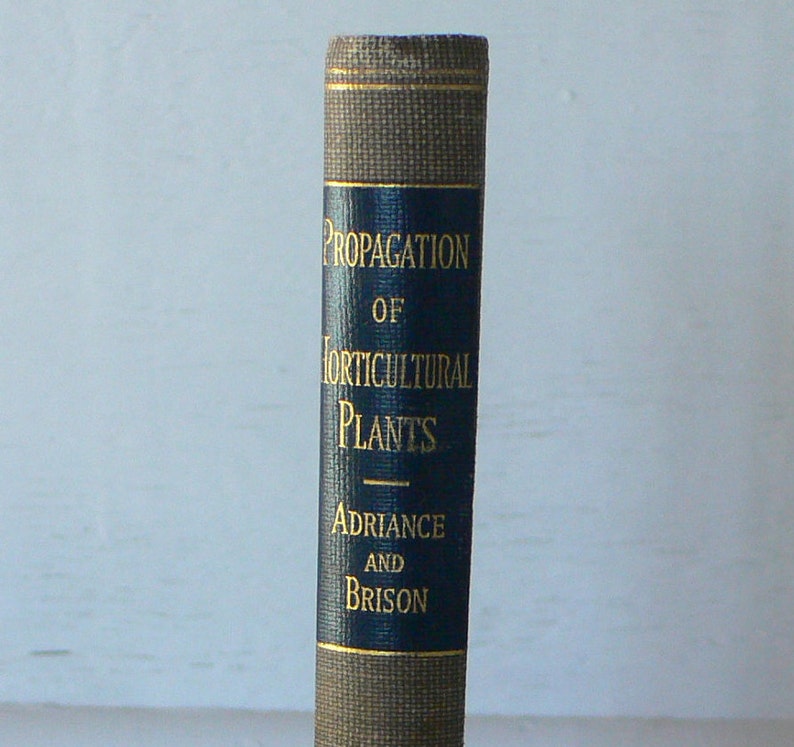 PROPAGATION
OF
HORTICULTURAL
PLANTS
ADRIANCE
AND
BRISON